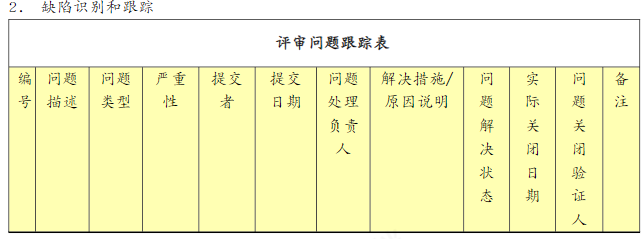 2. 缺陷识别和跟踪
评审问题跟踪表
编号 问题描述 问题类型 严重性 提交者 提交日期 问题处理负责人 解决措施/原因说明 问题解决状态 实际关闭日期 问题关闭验证人 备注